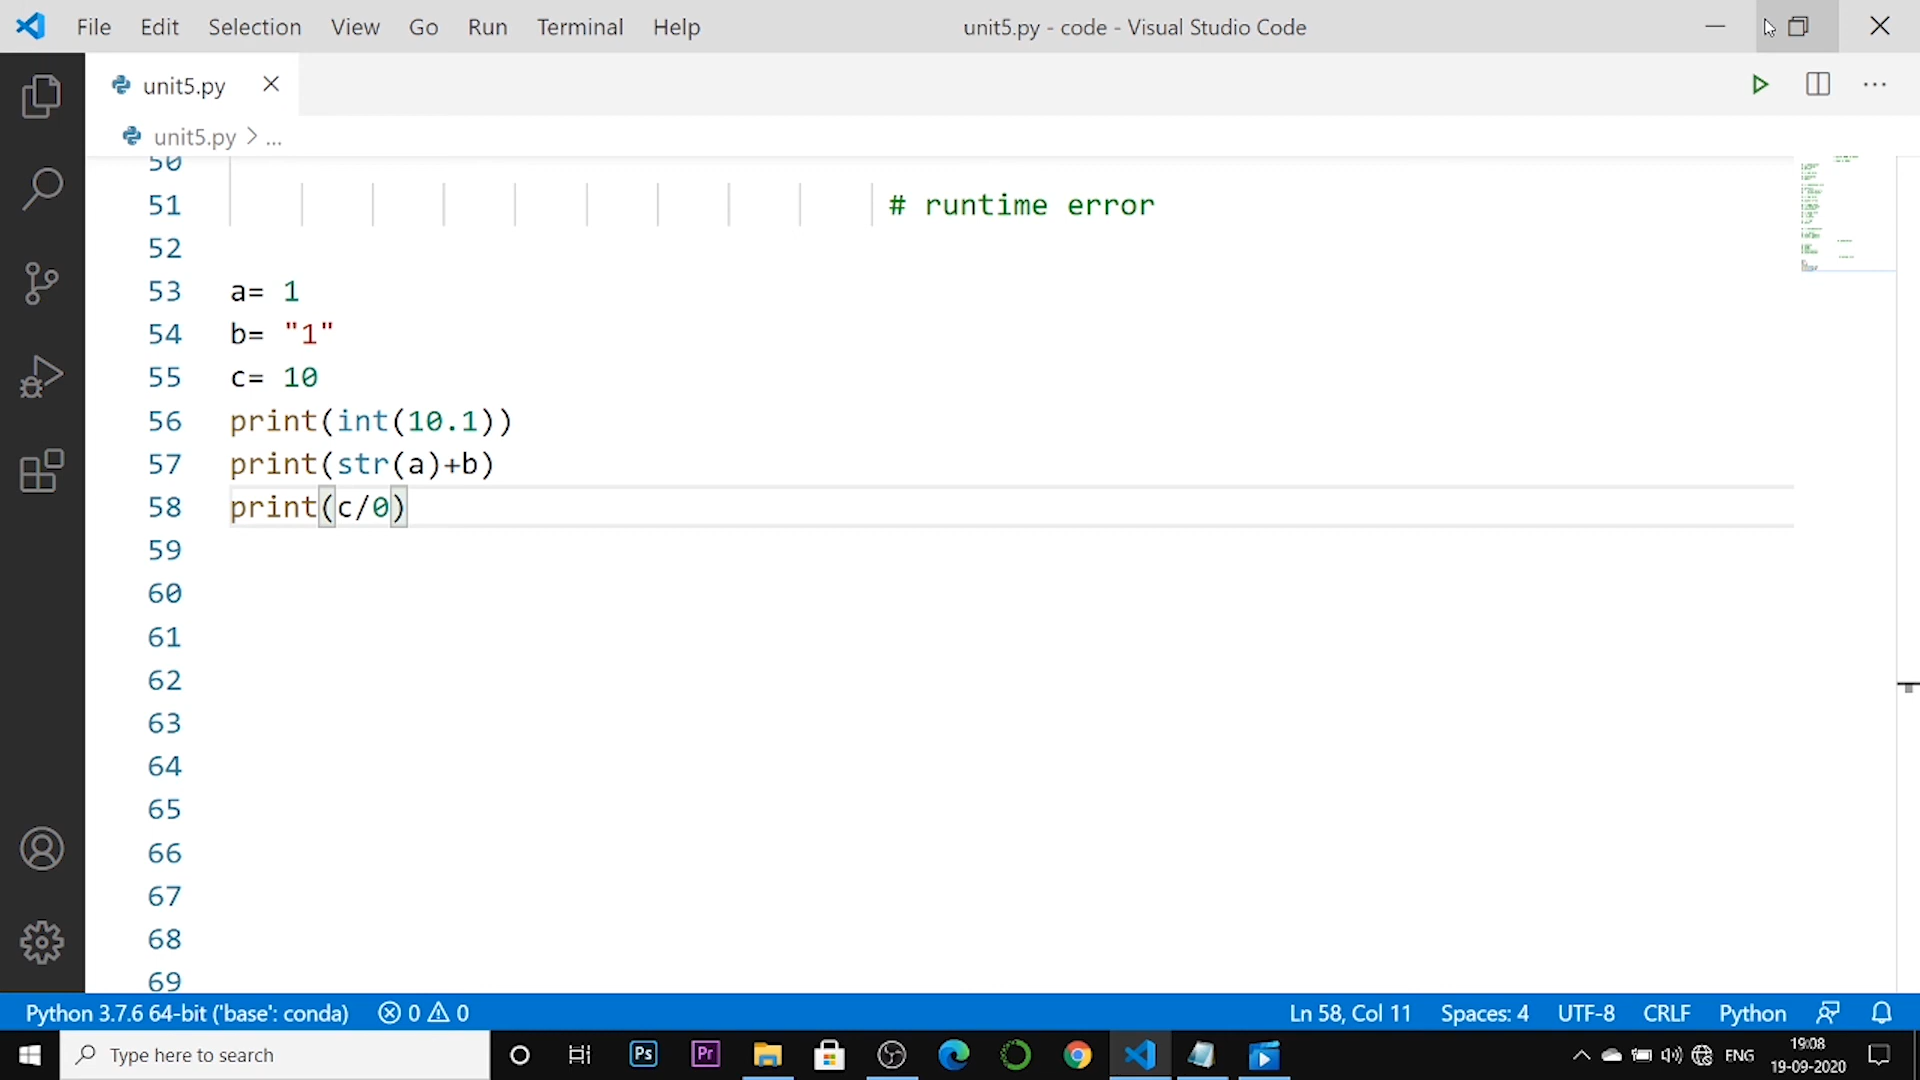 File Edit Selection View Go Run Terminal Help unit5.py - code - Visual Studio Code
unit5.py
unit5.py > ...
50
51 # runtime error
52
53 a= 1
54 b= "1"
55 c= 10
56 print(int(10.1))
57 print(str(a)+b)
58 print(c/0)
59
60
61
62
63
64
65
66
67
68
69
Python 3.7.6 64-bit ('base': conda) 0 0 Ln 58, Col 11 Spaces: 4 UTF-8 CRLF Python
Type here to search Ps Pr ENG 19:08
19-09-2020